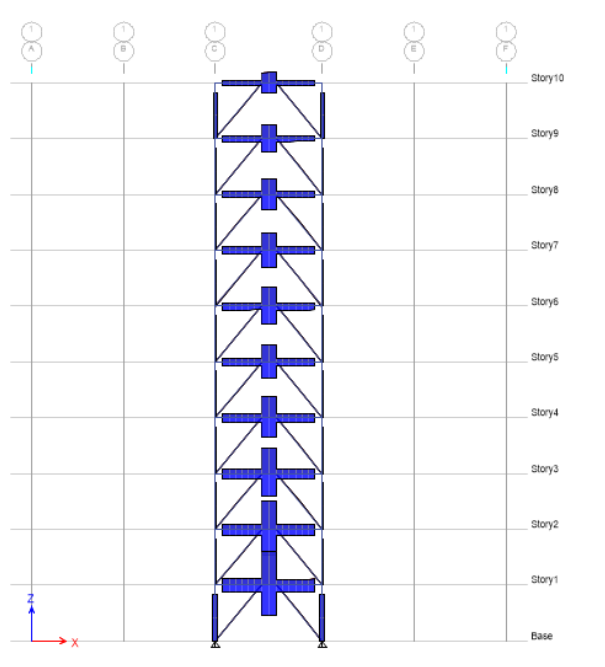 1 1 1 1 1 1
A B C D E F
Story10
Story9
Story8
Story7
Story6
Story5
Story4
Story3
Story2
Story1
Z
Base
X